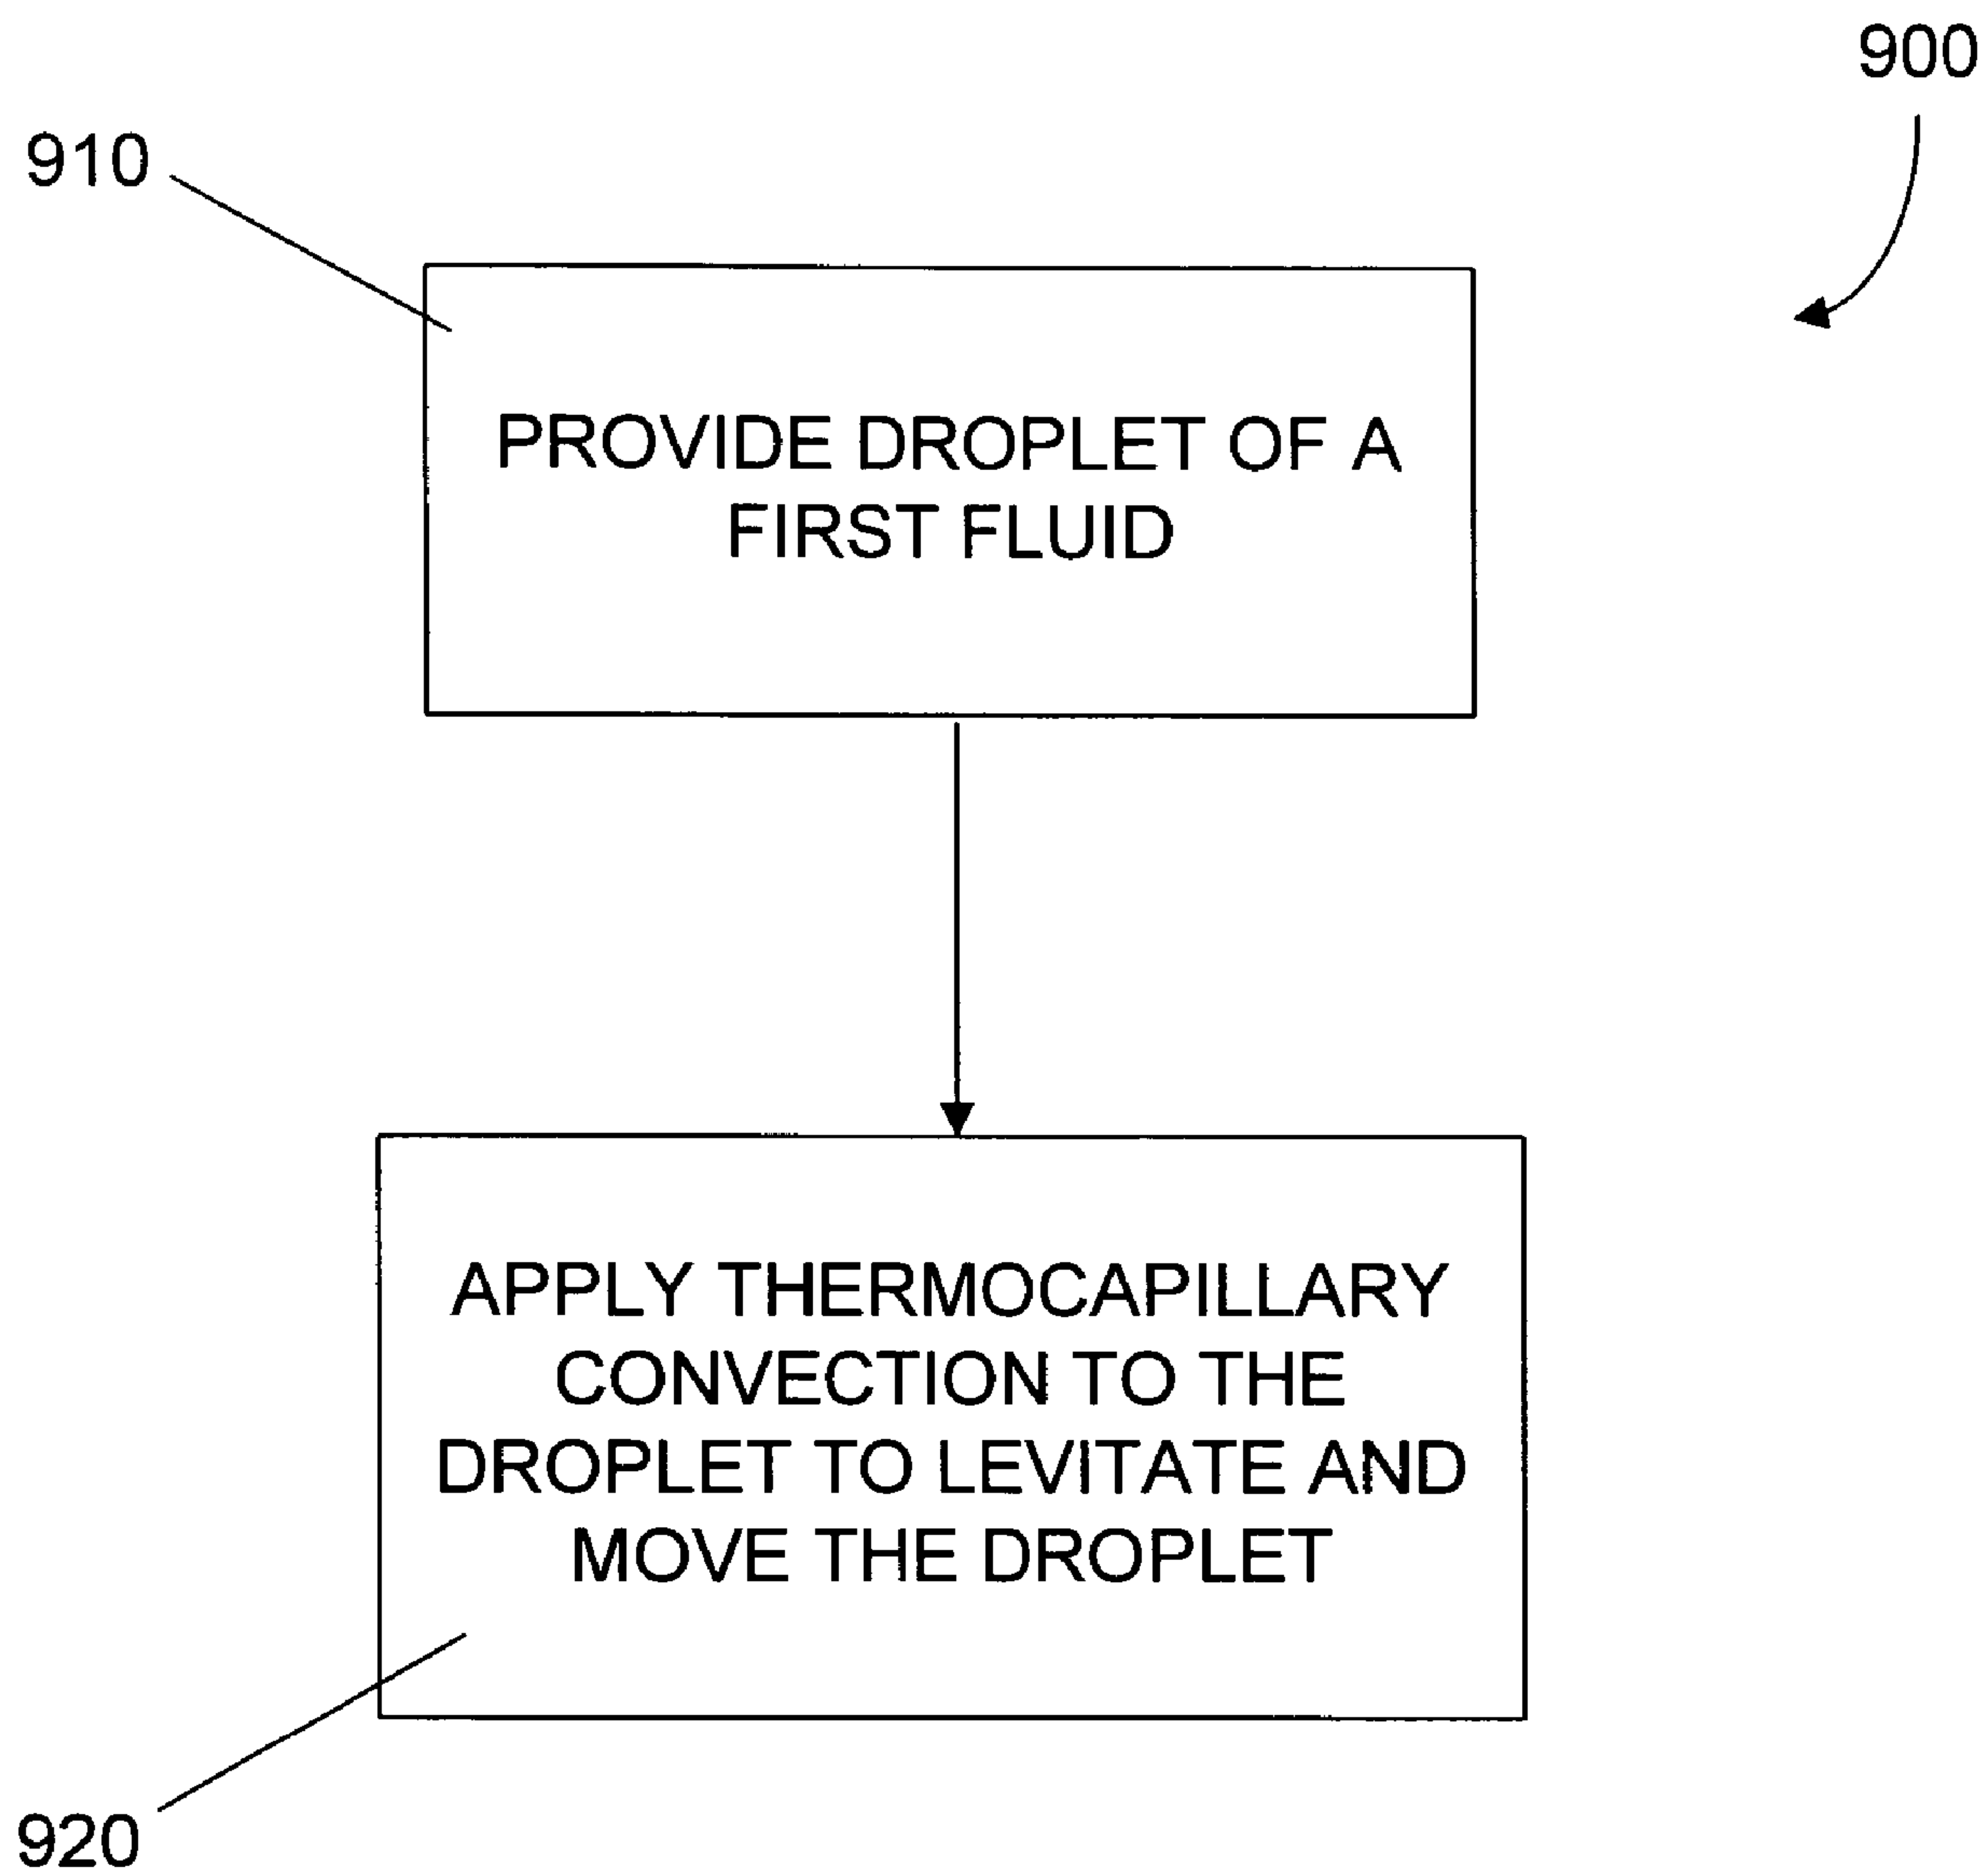 900
910
PROVIDE DROPLET OF A
FIRST FLUID
APPLY THERMOCAPILLARY
CONVECTION TO THE
DROPLET TO LEVITATE AND
MOVE THE DROPLET
920